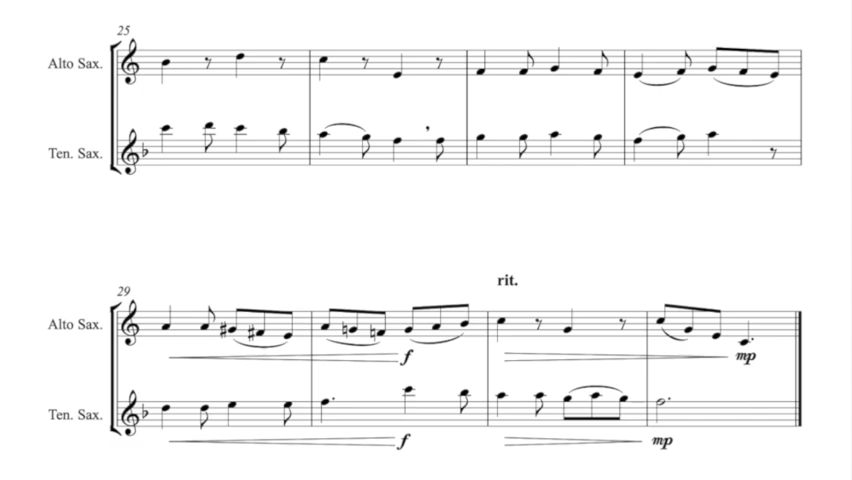 25
Alto Sax.
Ten. Sax.
rit.
29
Alto Sax.
f
mp
Ten. Sax.
f
mp